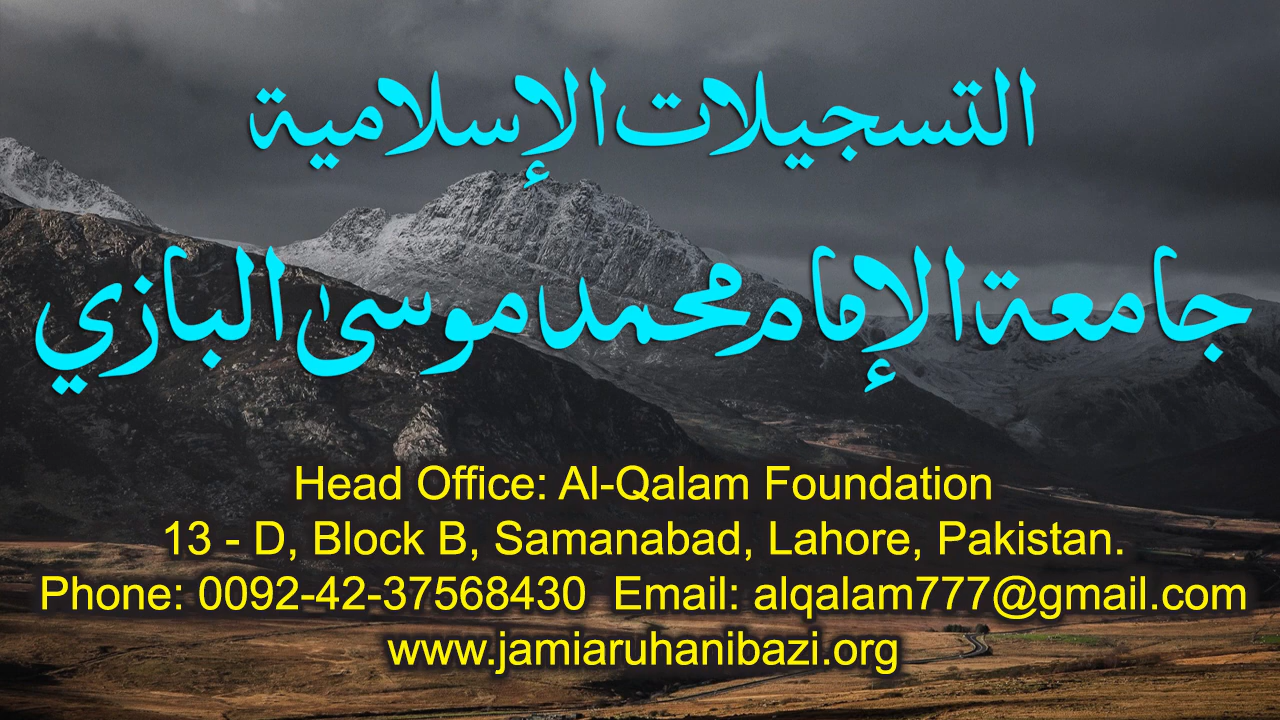 التسجيلات الإسلامية
جامعة الإمام محمد موسىٰ البازي
Head Office: Al-Qalam Foundation
13 - D, Block B, Samanabad, Lahore, Pakistan.
Phone: 0092-42-37568430 Email: alqalam777@gmail.com
www.jamiaruhanibazi.org